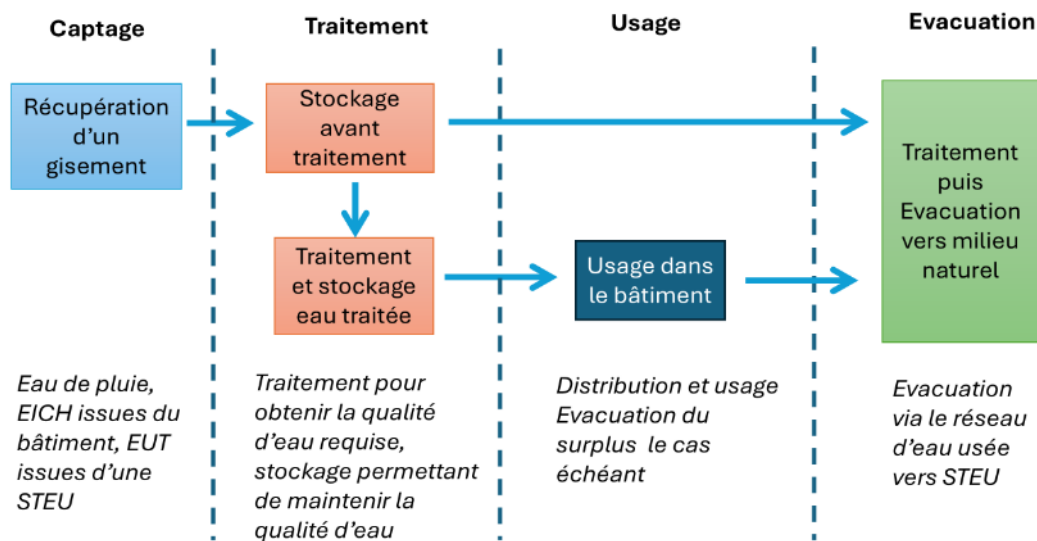 Captage
Traitement
Usage
Evacuation
Récupération
d'un
gisement
Stockage
avant
traitement
Traitement
et stockage
eau traitée
Usage dans
le bâtiment
Traitement
puis
Evacuation
vers milieu
naturel
Eau de pluie,
EICH issues du
bâtiment, EUT
issues d'une
STEU
Traitement pour
obtenir la qualité
d'eau requise,
stockage permettant
de maintenir la
qualité d'eau
Distribution et usage
Evacuation du
surplus le cas
échéant
Evacuation
via le réseau
d'eau usée
vers STEU